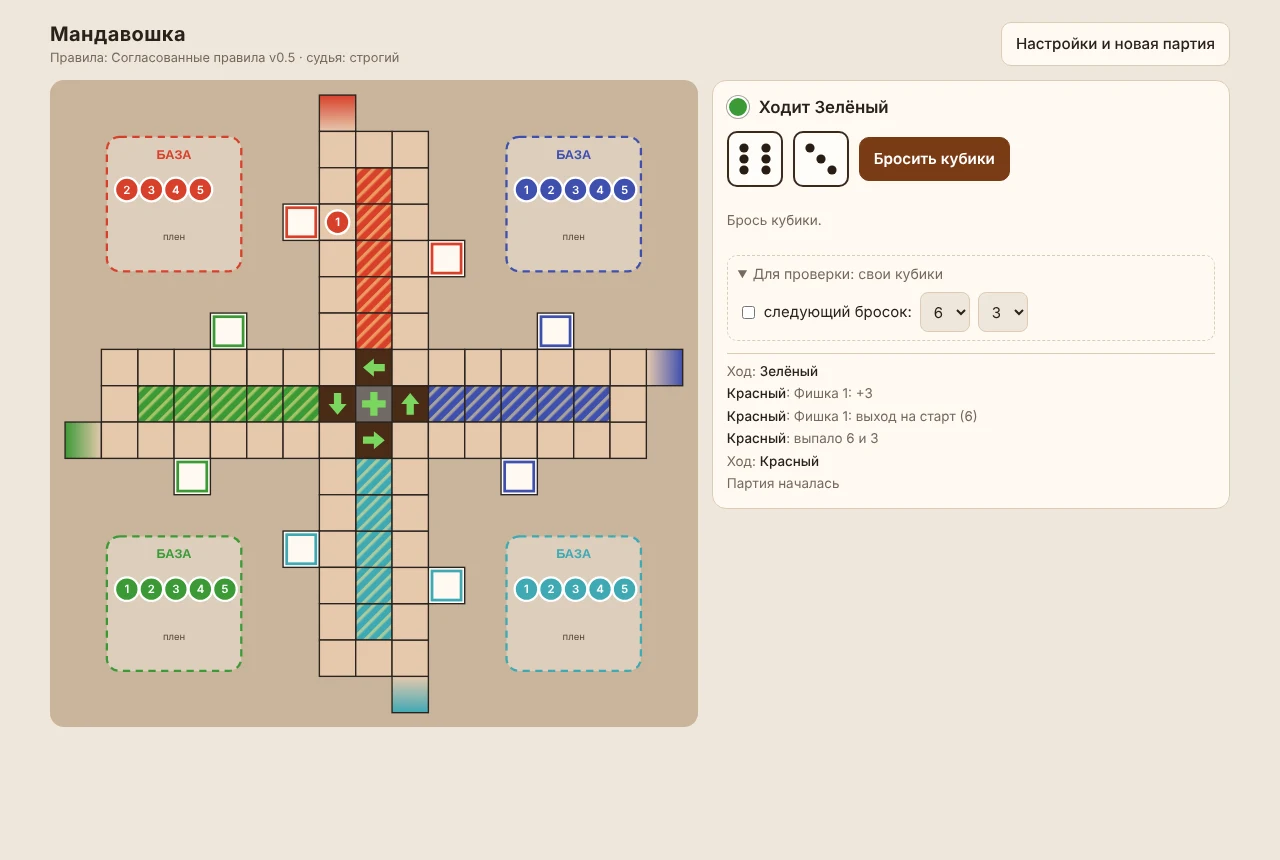 Мандавошка
Правила: Согласованные правила v0.5 · судья: строгий
Настройки и новая партия
БАЗА
2 3 4 5
плен
1
БАЗА
1 2 3 4 5
плен
БАЗА
1 2 3 4 5
плен
БАЗА
1 2 3 4 5
плен
Ходит Зелёный
Бросить кубики
Брось кубики.
▼ Для проверки: свои кубики
следующий бросок: 6 3
Ход: Зелёный
Красный: Фишка 1: +3
Красный: Фишка 1: выход на старт (6)
Красный: выпало 6 и 3
Ход: Красный
Партия началась